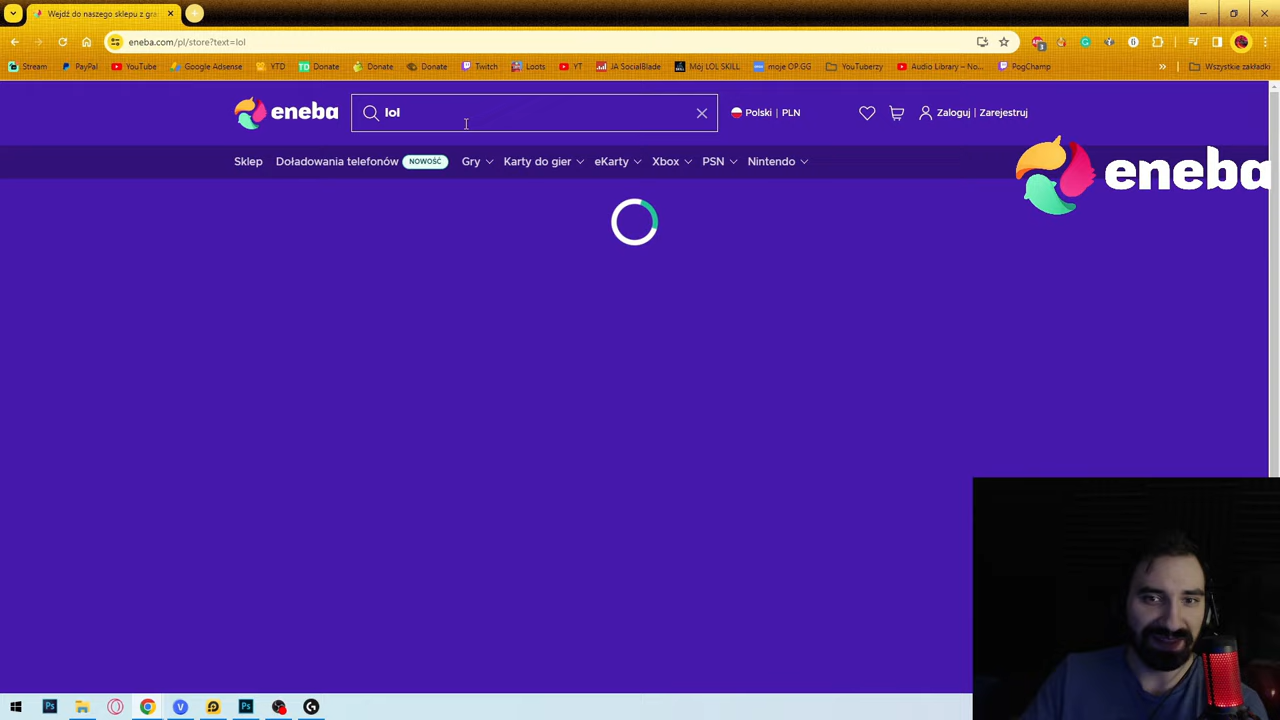 Wejdź do naszego sklepu z gra
eneba.com/pl/store?text=lol
Stream PayPal YouTube Google Adsense YTD Donate Donate Donate Twitch Loots YT JA SocialBlade Mój LOL SKILL moje OP.GG YouTuberzy Audio Library – No... PogChamp » Wszystkie zakładki
eneba lol Polski | PLN Zaloguj | Zarejestruj
Sklep Doładowania telefonów NOWOŚĆ Gry Karty do gier eKarty Xbox PSN Nintendo
eneba